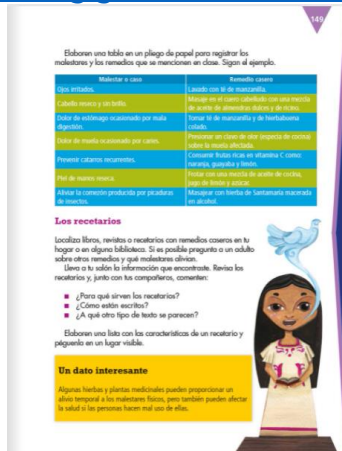 149
Elaboren una tabla en un pliego de papel para registrar los
malestares y los remedios que se mencionan en clase. Sigan el ejemplo.
Malestar o caso
Remedio casero
Ojos irritados.
Lavado con té de manzanilla.
Cabello reseco y sin brillo.
Masaje en el cuero cabelludo con una mezcla
de aceite de almendras dulces y de ricino.
Dolor de estómago ocasionado por mala
digestión.
Tomar té de manzanilla y de hierbabuena
colado.
Dolor de muela ocasionado por caries.
Presionar un clavo de olor (especia de cocina)
sobre la muela afectada.
Prevenir catarros recurrentes.
Consumir frutas ricas en vitamina C como:
naranja, guayaba y limón.
Piel de manos reseca.
Frotar con una mezcla de aceite de cocina,
jugo de limón y azúcar.
Aliviar la comezón producida por picaduras
de insectos.
Masajear con hierba de Santamaría macerada
en alcohol.
Los recetarios
Localiza libros, revistas o recetarios con remedios caseros en tu
hogar o en alguna biblioteca. Si es posible pregunta a un adulto
sobre otros remedios y qué malestares alivian.
Lleva a tu salón la información que encontraste. Revisa los
recetarios y, junto con tus compañeros, comenten:
¿Para qué sirven los recetarios?
¿Cómo están escritos?
¿A qué otro tipo de texto se parecen?
Elaboren una lista con las características de un recetario y
péguenla en un lugar visible.
Un dato interesante
Algunas hierbas y plantas medicinales pueden proporcionar un
alivio temporal a los malestares físicos, pero también pueden afectar
la salud si las personas hacen mal uso de ellas.